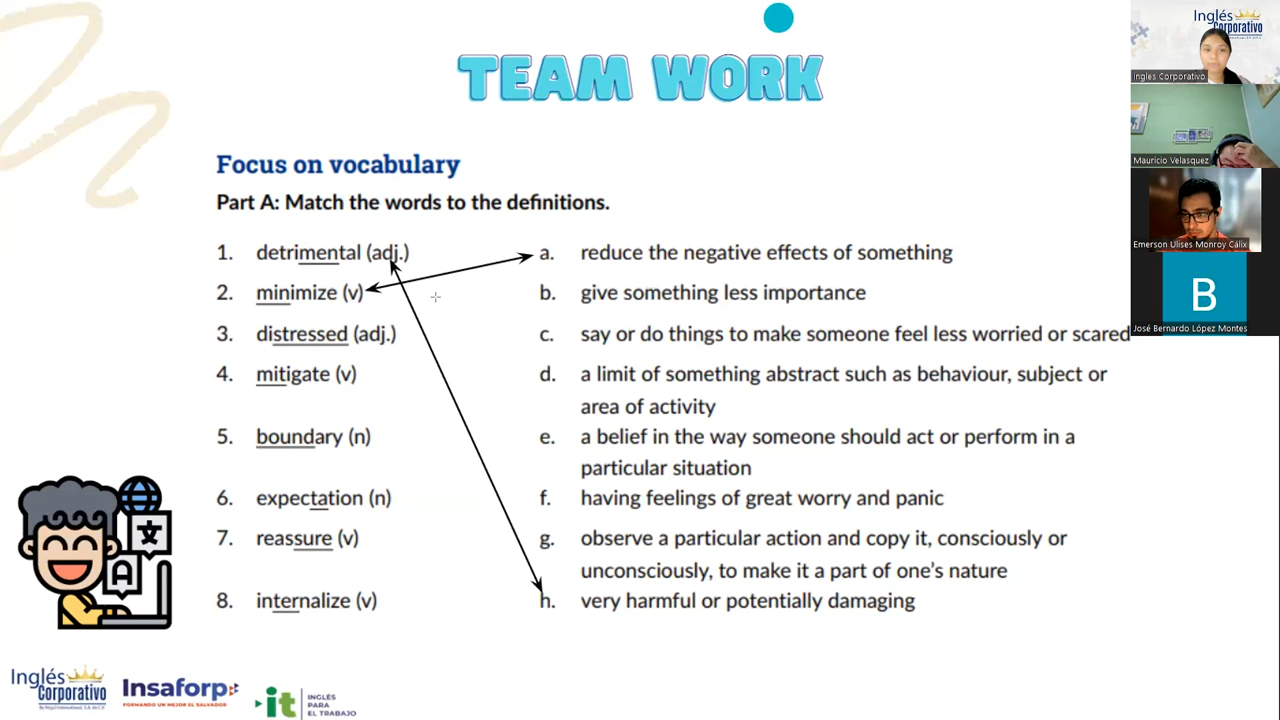 TEAM WORK
Focus on vocabulary
Part A: Match the words to the definitions.
1. detrimental (adj.)
2. minimize (v)
3. distressed (adj.)
4. mitigate (v)
5. boundary (n)
6. expectation (n)
7. reassure (v)
8. internalize (v)
a. reduce the negative effects of something
b. give something less importance
c. say or do things to make someone feel less worried or scared
d. a limit of something abstract such as behaviour, subject or
area of activity
e. a belief in the way someone should act or perform in a
particular situation
f. having feelings of great worry and panic
g. observe a particular action and copy it, consciously or
unconsciously, to make it a part of one's nature
h. very harmful or potentially damaging
A
文
Inglés
Corporativo
Insaforp
FORMANDO UN MEJOR EL SALVADOR
it
INGLÉS
PARA
EL TRABAJO
Inglés
Corporativo
Ingles Corporativo
Mauricio Velasquez
Emerson Ulises Monroy Cálix
B
José Bernardo López Montes